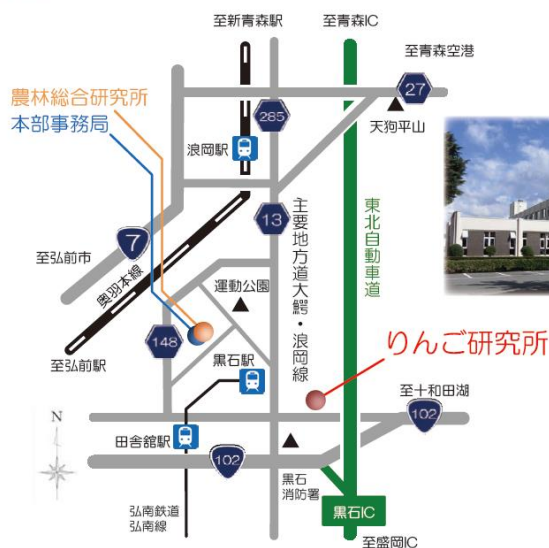 至新青森駅
至青森IC
至青森空港
27
農林総合研究所
本部事務局
285
天狗平山
浪岡駅
13
主要地方道大鰐・浪岡線
東北自動車道
7
至弘前市
奥羽本線
運動公園
148
黒石駅
りんご研究所
至弘前駅
至十和田湖
102
N
田舎館駅
102
黒石
消防署
弘南鉄道
弘南線
黒石IC
至盛岡IC